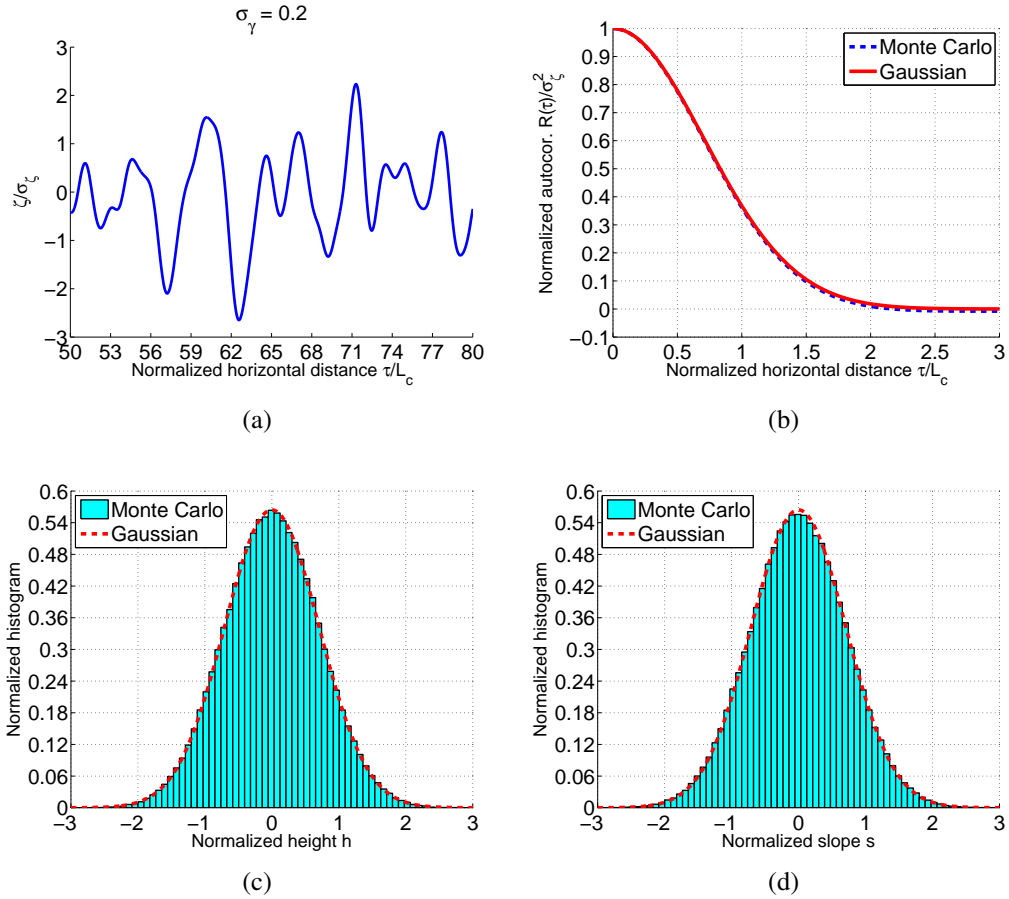 σγ = 0.2
3
2
1
0
−1
−2
−3
ζ/σζ
50 53 56 59 62 65 68 71 74 77 80
Normalized horizontal distance τ/Lc
(a)
1
0.9
0.8
0.7
0.6
0.5
0.4
0.3
0.2
0.1
0
−0.1
Normalized autocor. R(τ)/σζ²
Monte Carlo
Gaussian
0 0.5 1 1.5 2 2.5 3
Normalized horizontal distance τ/Lc
(b)
0.6
0.54
0.48
0.42
0.36
0.3
0.24
0.18
0.12
0.06
0
Normalized histogram
Monte Carlo
Gaussian
−3 −2 −1 0 1 2 3
Normalized height h
(c)
0.6
0.54
0.48
0.42
0.36
0.3
0.24
0.18
0.12
0.06
0
Normalized histogram
Monte Carlo
Gaussian
−3 −2 −1 0 1 2 3
Normalized slope s
(d)